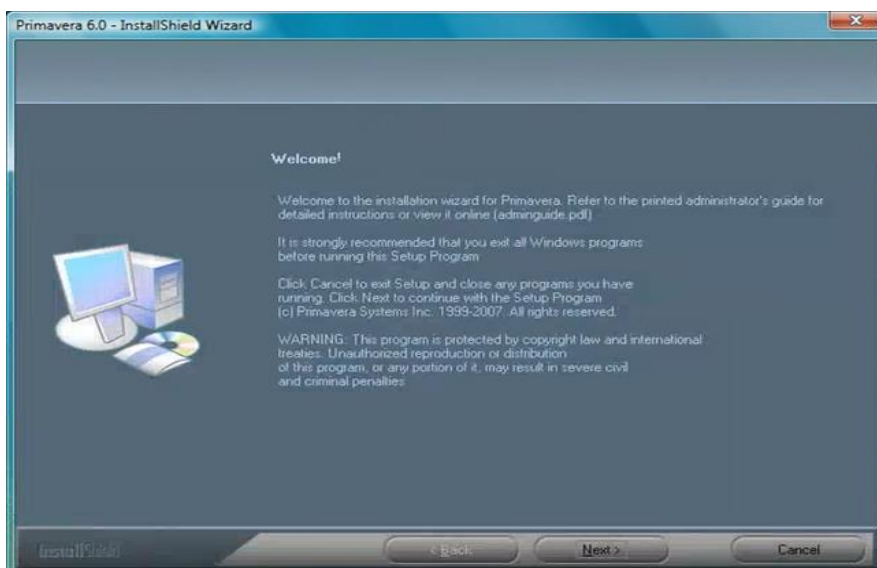 Primavera 6.0 - InstallShield Wizard
Welcome!
Welcome to the installation wizard for Primavera. Refer to the printed administrator's guide for
detailed instructions or view it online (adminguide.pdf)
It is strongly recommended that you exit all Windows programs
before running this Setup Program
Click Cancel to exit Setup and close any programs you have
running. Click Next to continue with the Setup Program
(c) Primavera Systems Inc. 1999-2007. All rights reserved.
WARNING: This program is protected by copyright law and international
treaties. Unauthorized reproduction or distribution
of this program, or any portion of it, may result in severe civil
and criminal penalties
InstallShield
< Back
Next >
Cancel